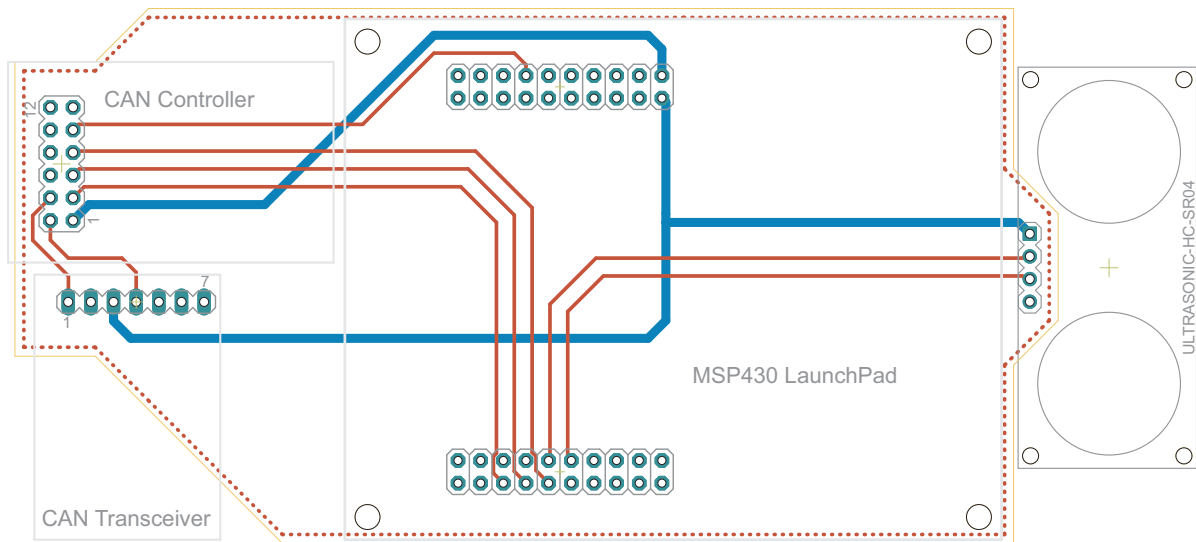 CAN Controller
12
1
7
1
MSP430 LaunchPad
CAN Transceiver
ULTRASONIC-HC-SR04